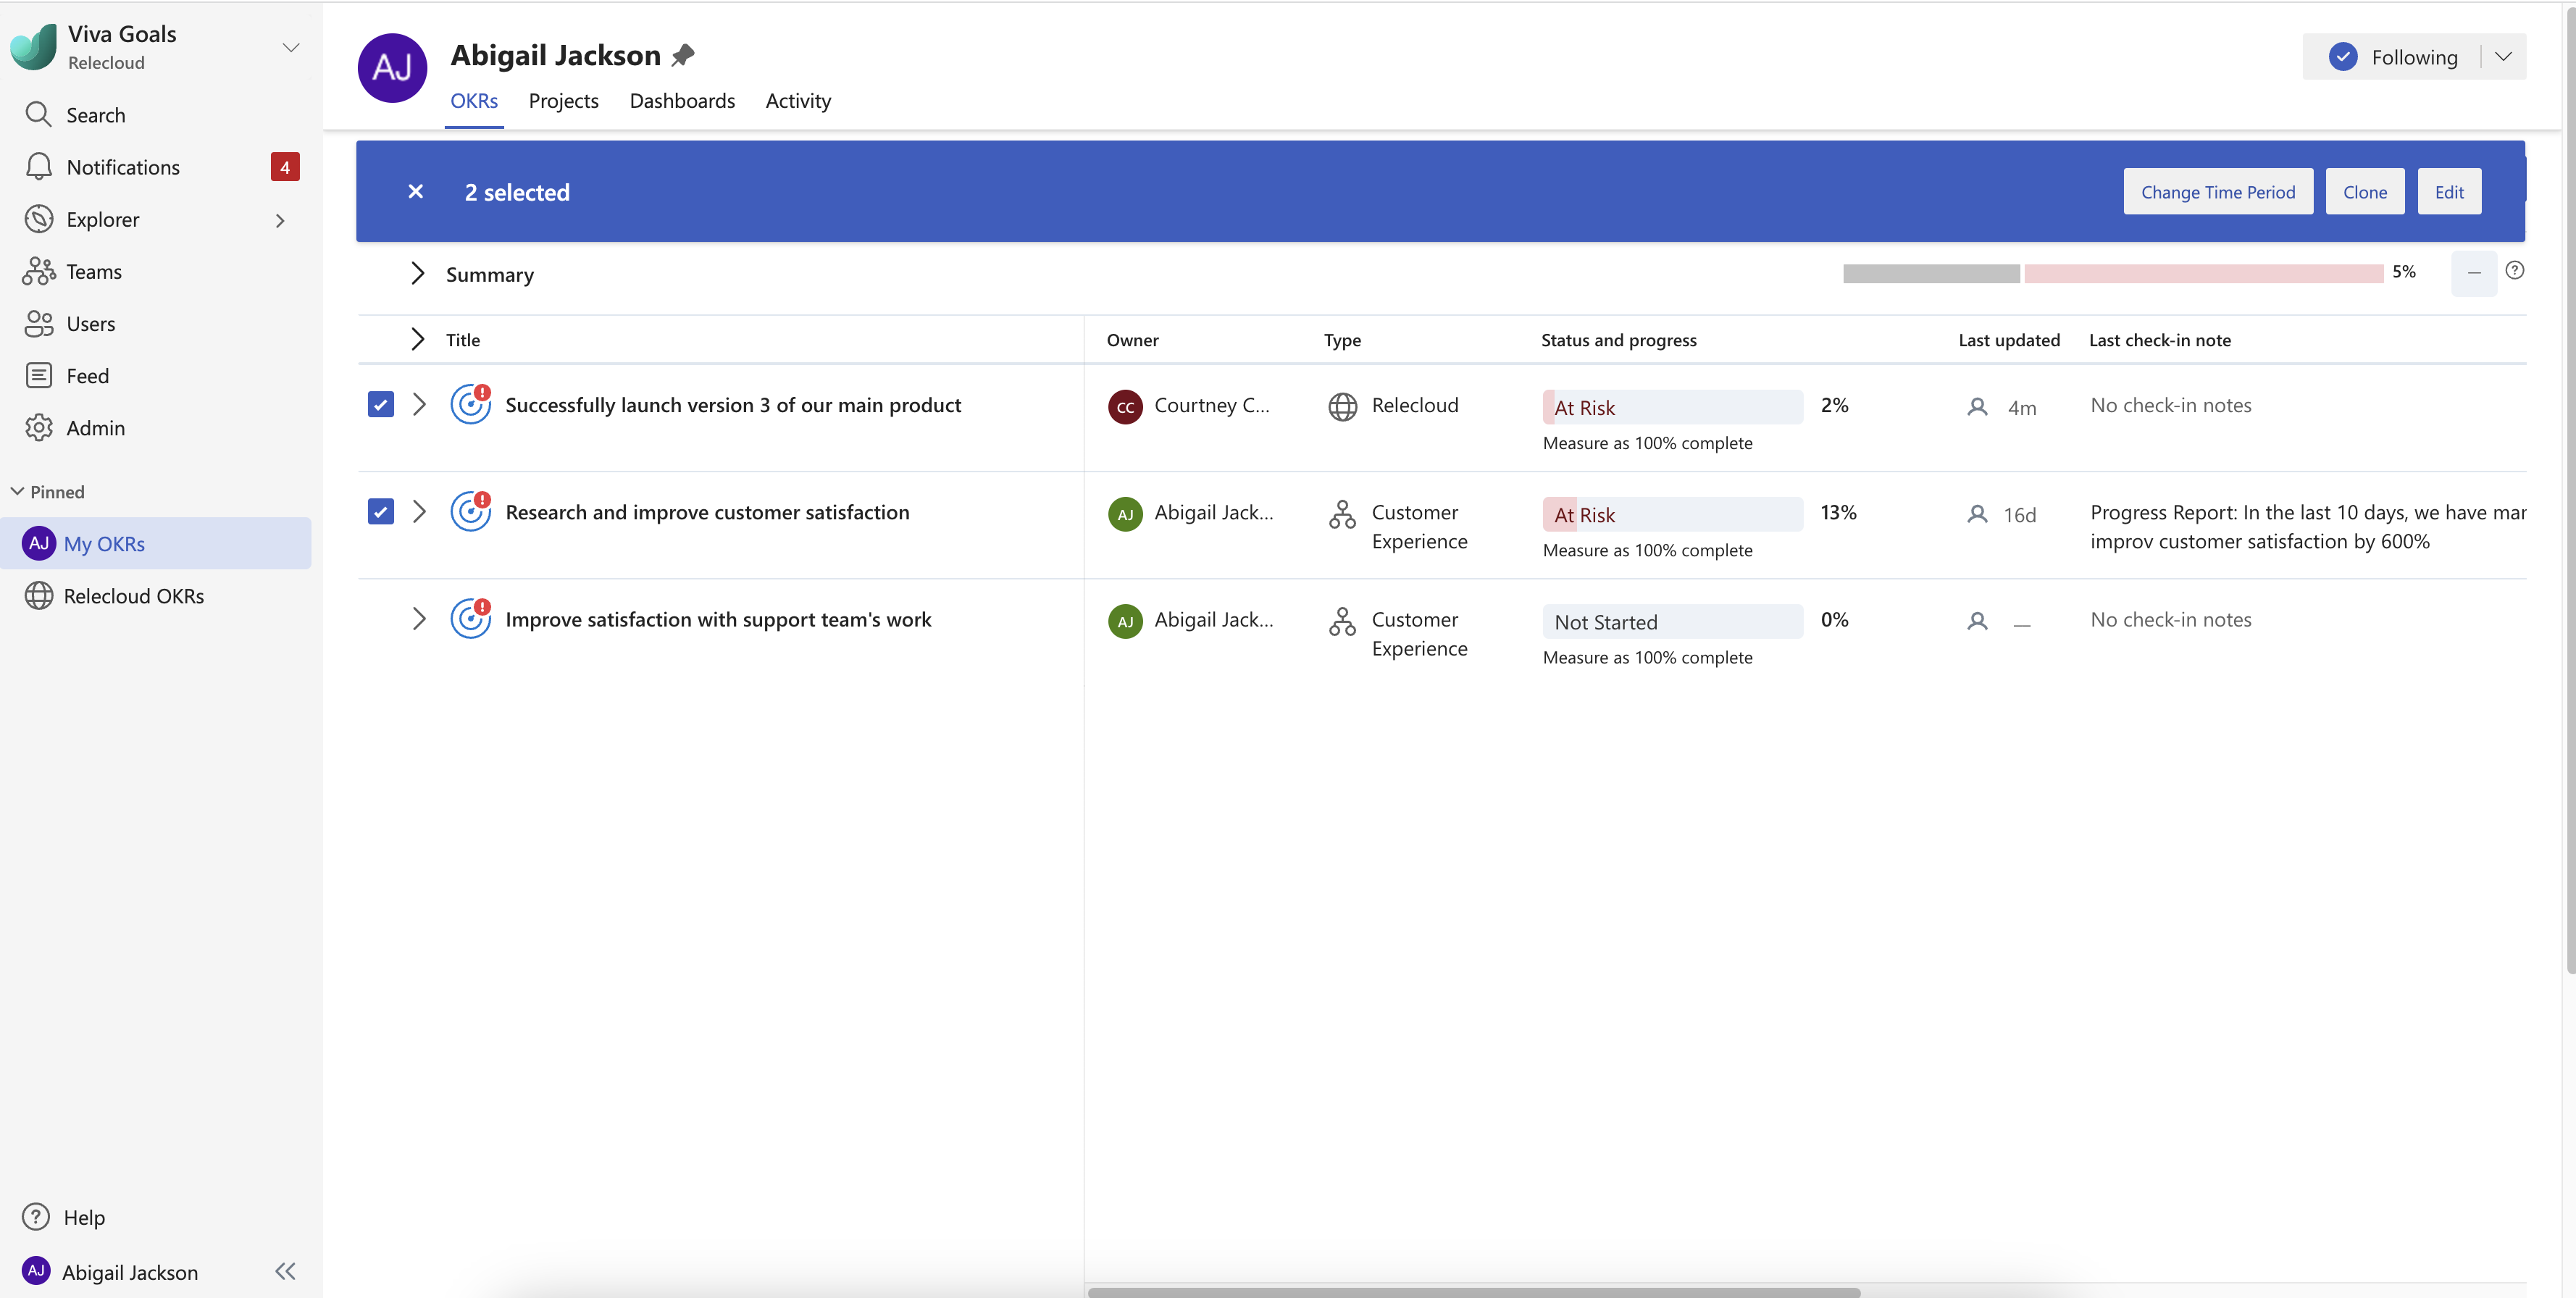 Viva Goals
Relecloud
Search
Notifications 4
Explorer
Teams
Users
Feed
Admin
Pinned
AJ My OKRs
Relecloud OKRs
Help
AJ Abigail Jackson
AJ Abigail Jackson
Following
OKRs Projects Dashboards Activity
2 selected Change Time Period Clone Edit
Summary 5% —
Title Owner Type Status and progress Last updated Last check-in note
Successfully launch version 3 of our main product CC Courtney C... Relecloud At Risk 2% 4m No check-in notes
Measure as 100% complete
Research and improve customer satisfaction AJ Abigail Jack... Customer At Risk 13% 16d Progress Report: In the last 10 days, we have mar
Experience Measure as 100% complete improv customer satisfaction by 600%
Improve satisfaction with support team's work AJ Abigail Jack... Customer Not Started 0% — No check-in notes
Experience Measure as 100% complete